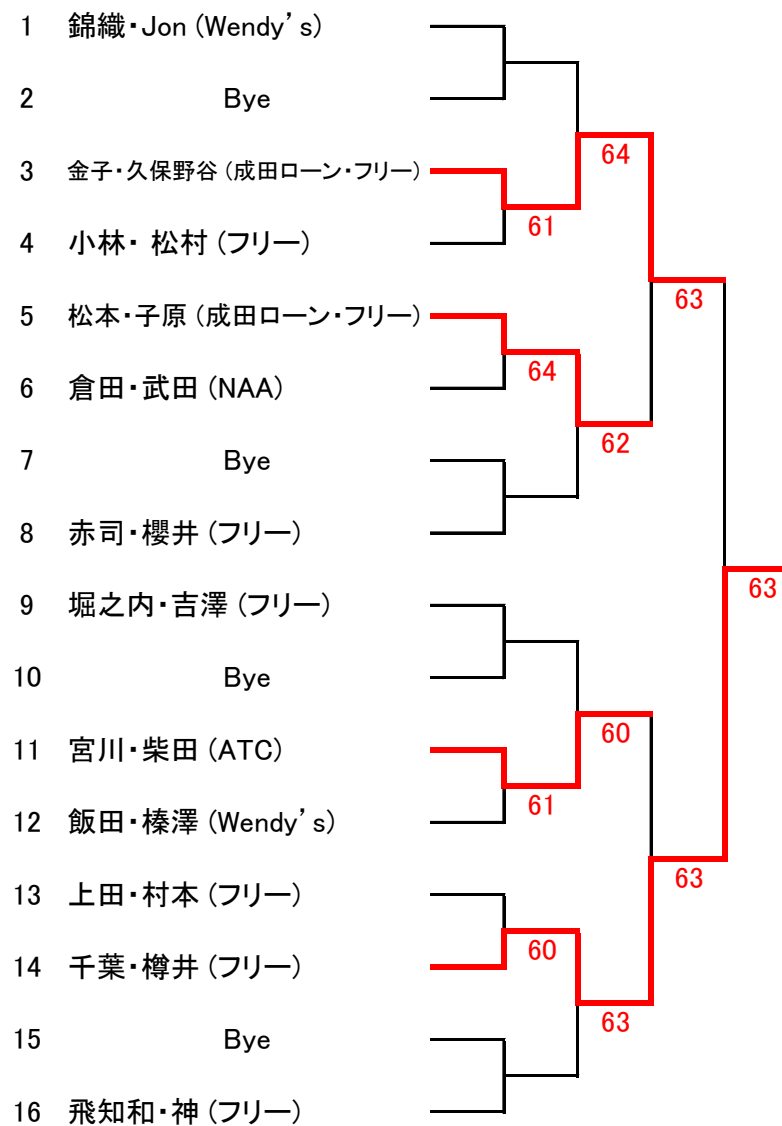 1 錦織・Jon (Wendy's)
2 Bye
64
3 金子・久保野谷 (成田ローン・フリー)
61
4 小林・ 松村 (フリー)
63
5 松本・子原 (成田ローン・フリー)
64
6 倉田・武田 (NAA)
62
7 Bye
8 赤司・櫻井 (フリー)
63
9 堀之内・吉澤 (フリー)
10 Bye
60
11 宮川・柴田 (ATC)
61
12 飯田・榛澤 (Wendy's)
63
13 上田・村本 (フリー)
60
14 千葉・樽井 (フリー)
63
15 Bye
16 飛知和・神 (フリー)